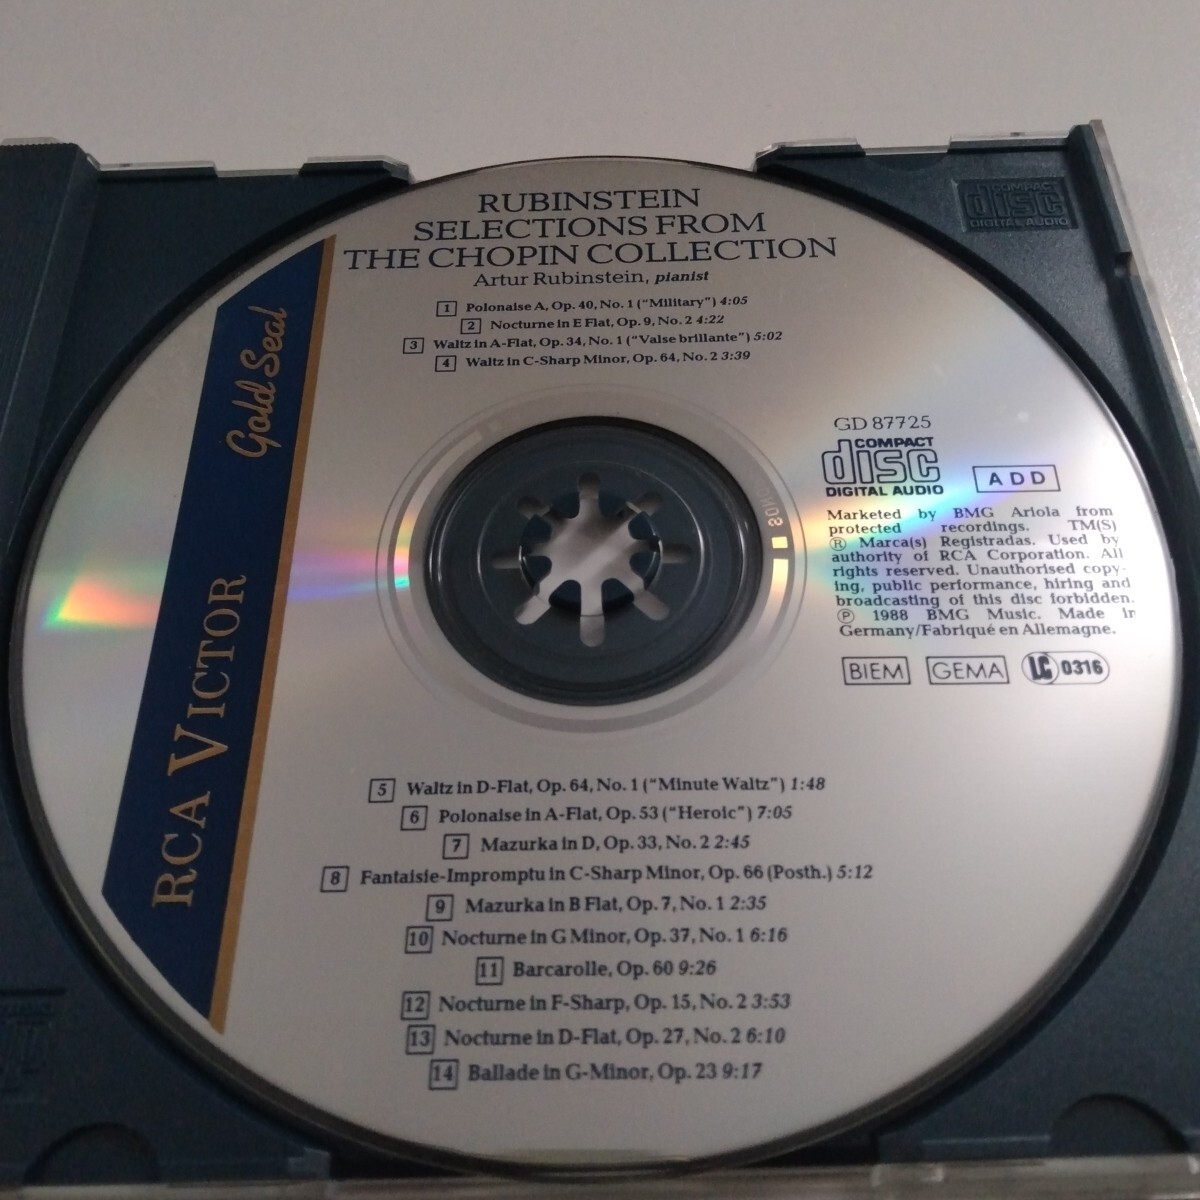 RUBINSTEIN
SELECTIONS FROM
THE CHOPIN COLLECTION
Artur Rubinstein, pianist
1 Polonaise A, Op. 40, No. 1 ("Military") 4:05
2 Nocturne in E Flat, Op. 9, No. 2 4:22
3 Waltz in A-Flat, Op. 34, No. 1 ("Valse brillante") 5:02
4 Waltz in C-Sharp Minor, Op. 64, No. 2 3:39
COMPACT
disc
DIGITAL AUDIO
Gold Seal
RCA VICTOR
GD 87725
COMPACT
disc
DIGITAL AUDIO
ADD
Marketed by BMG Ariola from
protected recordings. TM(S)
® Marca(s) Registradas. Used by
authority of RCA Corporation. All
rights reserved. Unauthorised copy-
ing, public performance, hiring and
broadcasting of this disc forbidden.
℗ 1988 BMG Music. Made in
Germany/Fabriqué en Allemagne.
BIEM GEMA LC 0316
5 Waltz in D-Flat, Op. 64, No. 1 ("Minute Waltz") 1:48
6 Polonaise in A-Flat, Op. 53 ("Heroic") 7:05
7 Mazurka in D, Op. 33, No. 2 2:45
8 Fantaisie-Impromptu in C-Sharp Minor, Op. 66 (Posth.) 5:12
9 Mazurka in B Flat, Op. 7, No. 1 2:35
10 Nocturne in G Minor, Op. 37, No. 1 6:16
11 Barcarolle, Op. 60 9:26
12 Nocturne in F-Sharp, Op. 15, No. 2 3:53
13 Nocturne in D-Flat, Op. 27, No. 2 6:10
14 Ballade in G-Minor, Op. 23 9:17